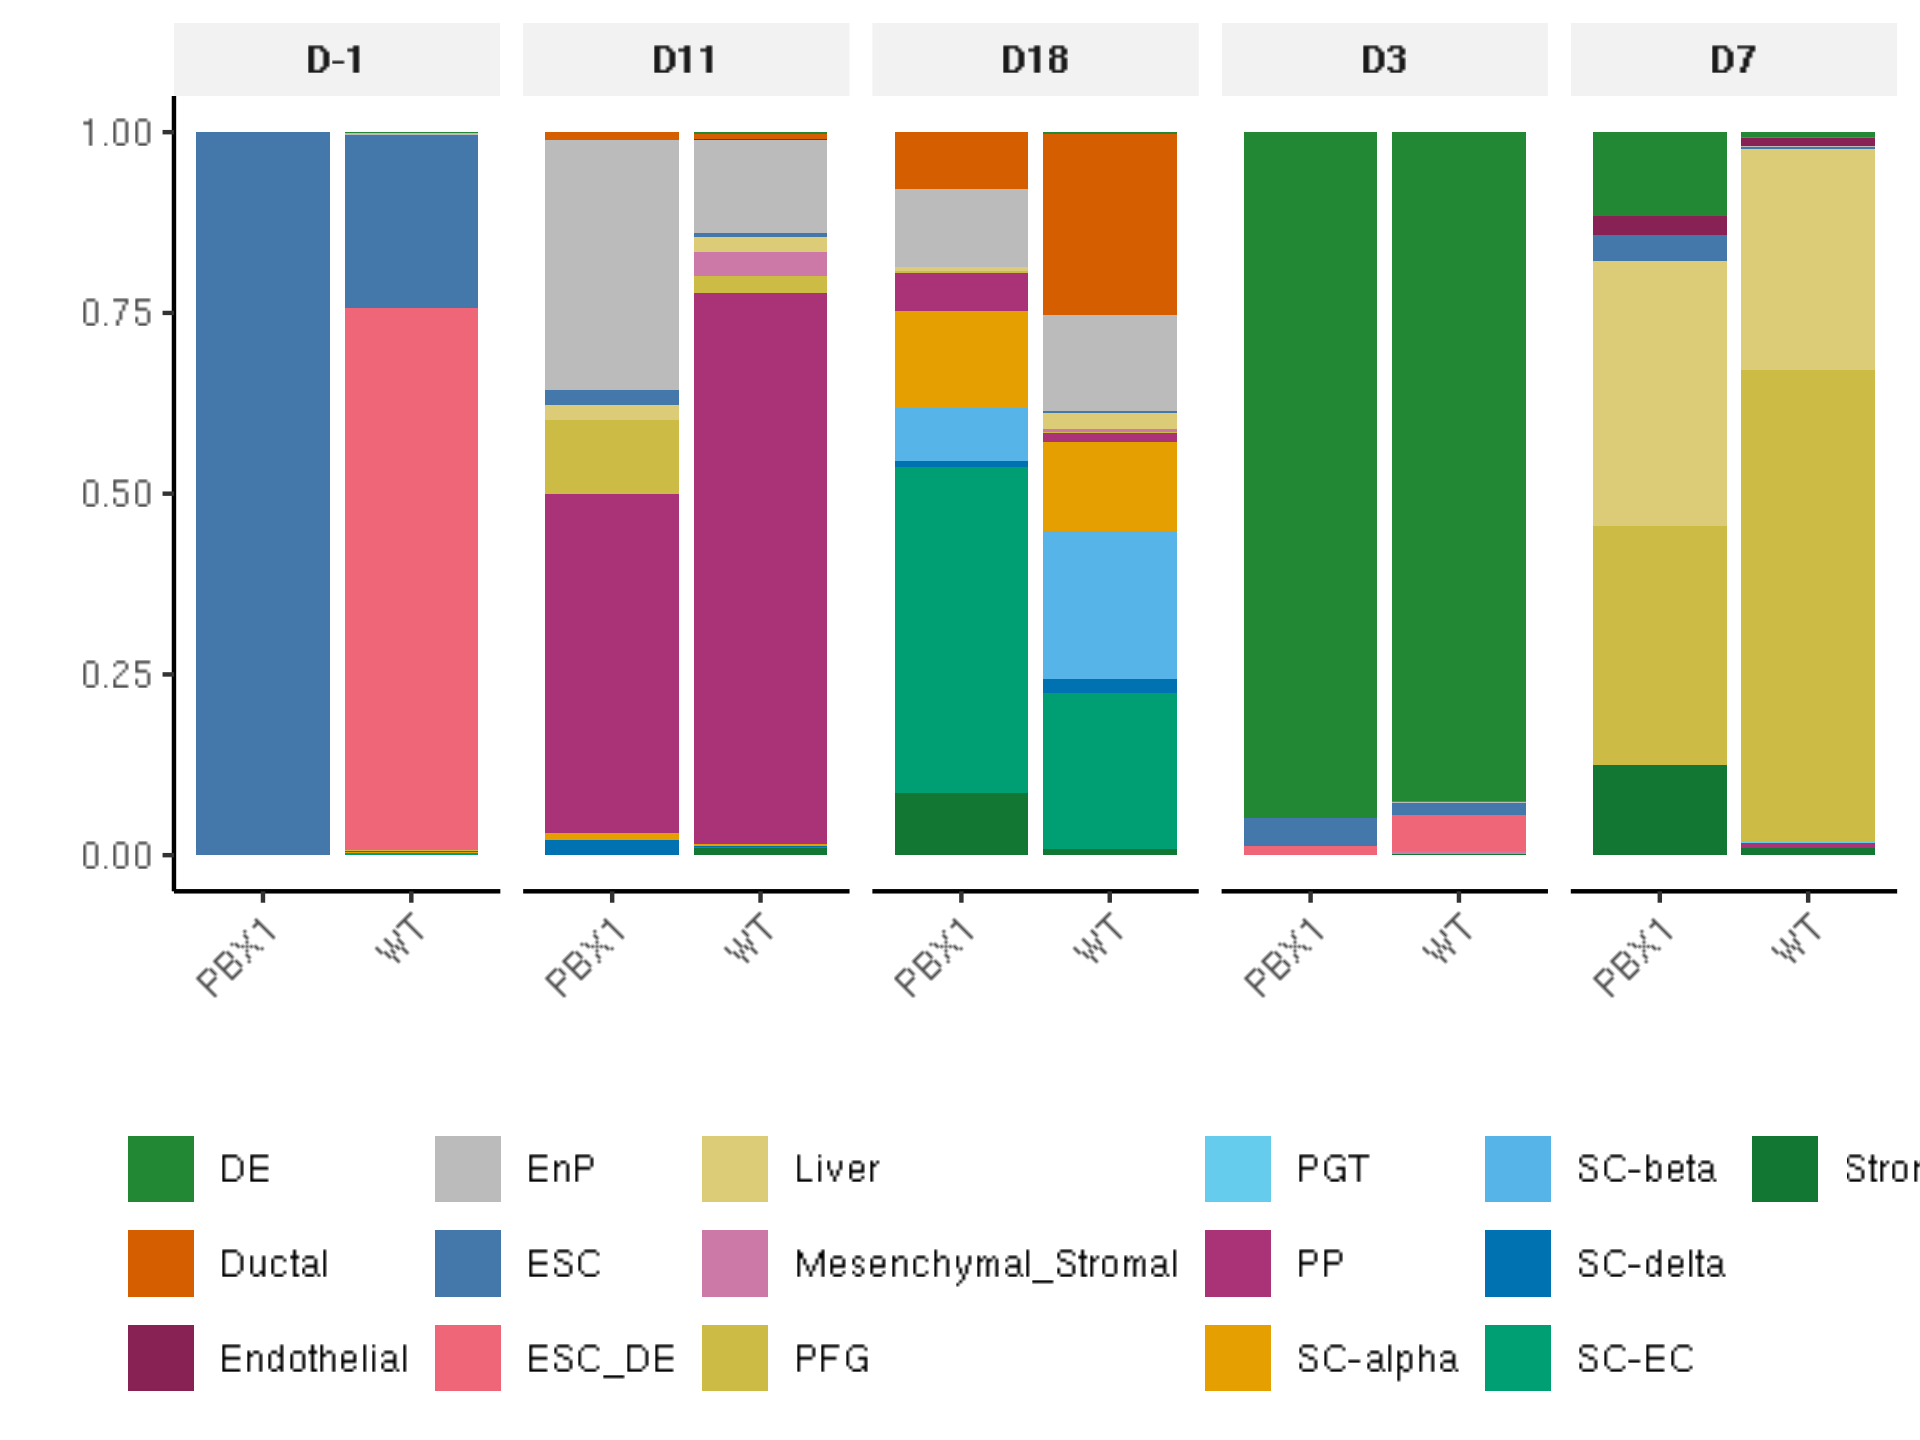 D-1 D11 D18 D3 D7
1.00
0.75
0.50
0.25
0.00
PBX1 WT PBX1 WT PBX1 WT PBX1 WT PBX1 WT
DE EnP Liver PGT SC-beta
Ductal ESC Mesenchymal_Stromal PP SC-delta
Endothelial ESC_DE PFG SC-alpha SC-EC